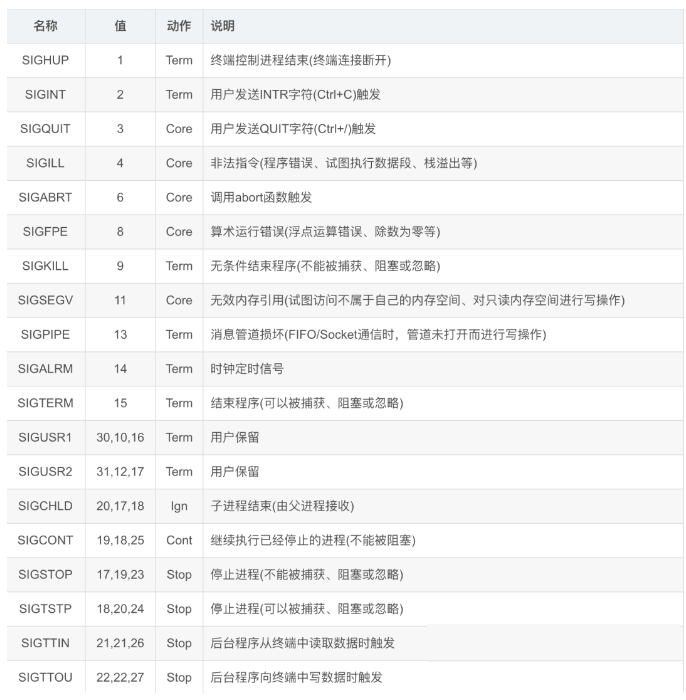 名称 值 动作 说明
SIGHUP 1 Term 终端控制进程结束(终端连接断开)
SIGINT 2 Term 用户发送INTR字符(Ctrl+C)触发
SIGQUIT 3 Core 用户发送QUIT字符(Ctrl+/)触发
SIGILL 4 Core 非法指令(程序错误、试图执行数据段、栈溢出等)
SIGABRT 6 Core 调用abort函数触发
SIGFPE 8 Core 算术运行错误(浮点运算错误、除数为零等)
SIGKILL 9 Term 无条件结束程序(不能被捕获、阻塞或忽略)
SIGSEGV 11 Core 无效内存引用(试图访问不属于自己的内存空间、对只读内存空间进行写操作)
SIGPIPE 13 Term 消息管道损坏(FIFO/Socket通信时，管道未打开而进行写操作)
SIGALRM 14 Term 时钟定时信号
SIGTERM 15 Term 结束程序(可以被捕获、阻塞或忽略)
SIGUSR1 30,10,16 Term 用户保留
SIGUSR2 31,12,17 Term 用户保留
SIGCHLD 20,17,18 Ign 子进程结束(由父进程接收)
SIGCONT 19,18,25 Cont 继续执行已经停止的进程(不能被阻塞)
SIGSTOP 17,19,23 Stop 停止进程(不能被捕获、阻塞或忽略)
SIGTSTP 18,20,24 Stop 停止进程(可以被捕获、阻塞或忽略)
SIGTTIN 21,21,26 Stop 后台程序从终端中读取数据时触发
SIGTTOU 22,22,27 Stop 后台程序向终端中写数据时触发